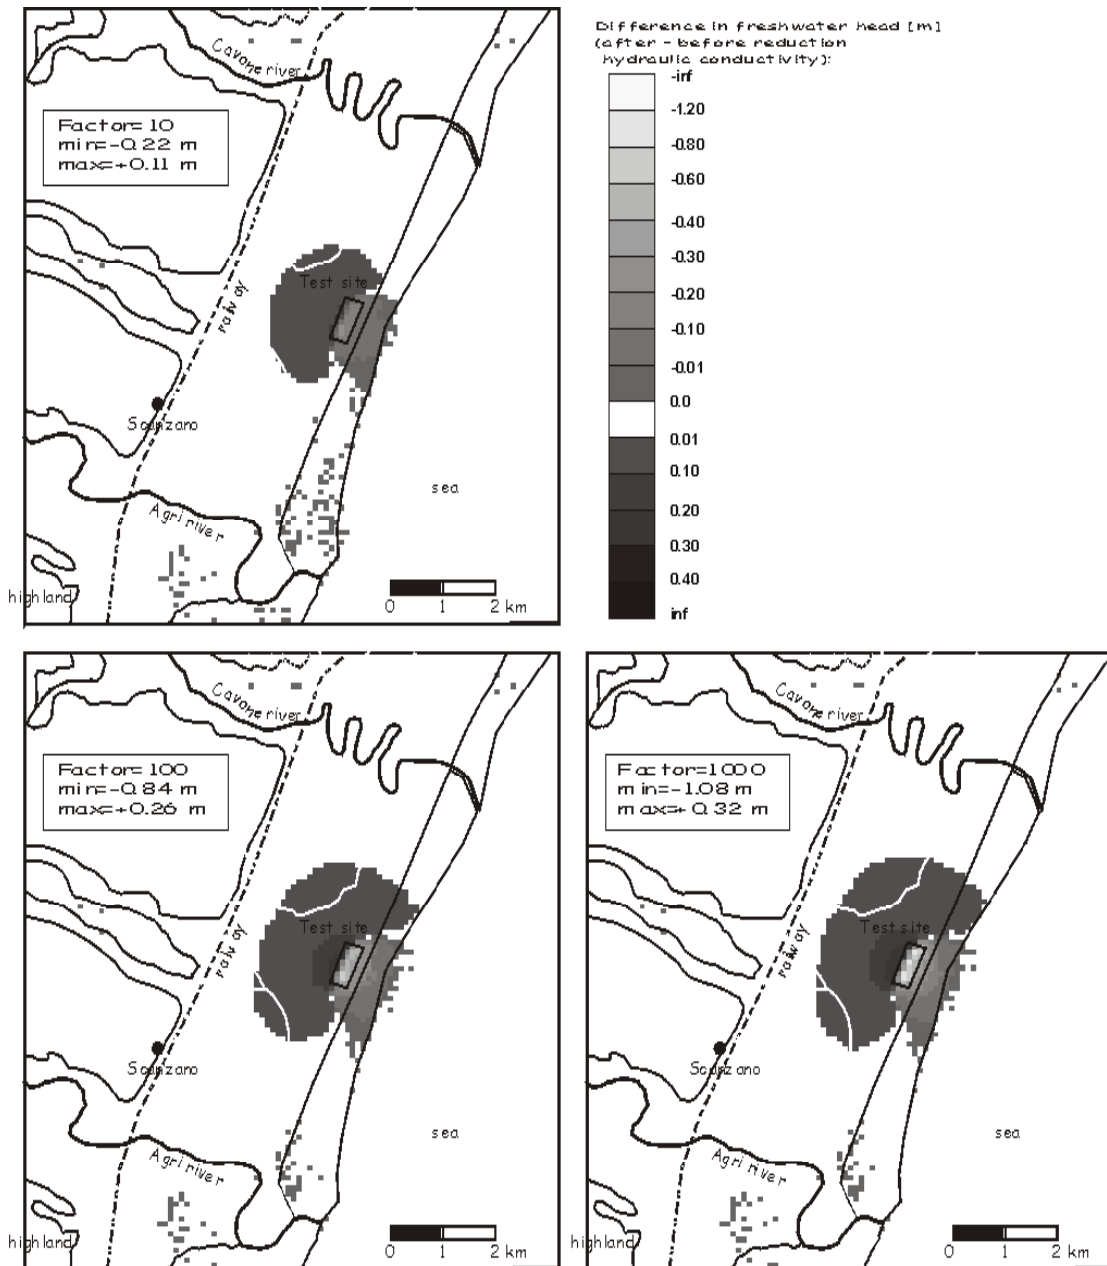 Difference in freshwater head [m]
(after - before reduction
hydraulic conductivity):
-inf
-1.20
-0.80
-0.60
-0.40
-0.30
-0.20
-0.10
-0.01
0.0
0.01
0.10
0.20
0.30
0.40
inf
Cavone river
Factor= 10
min=-0.22 m
max=+0.11 m
Test site
railway
Scanzano
sea
Agri river
highland
0 1 2 km
Cavone river
Factor= 100
min=-0.84 m
max=+0.26 m
Test site
railway
Scanzano
sea
Agri river
highland
0 1 2 km
Cavone river
Factor=1000
min=-1.08 m
max=+0.32 m
Test site
railway
Scanzano
sea
Agri river
highland
0 1 2 km